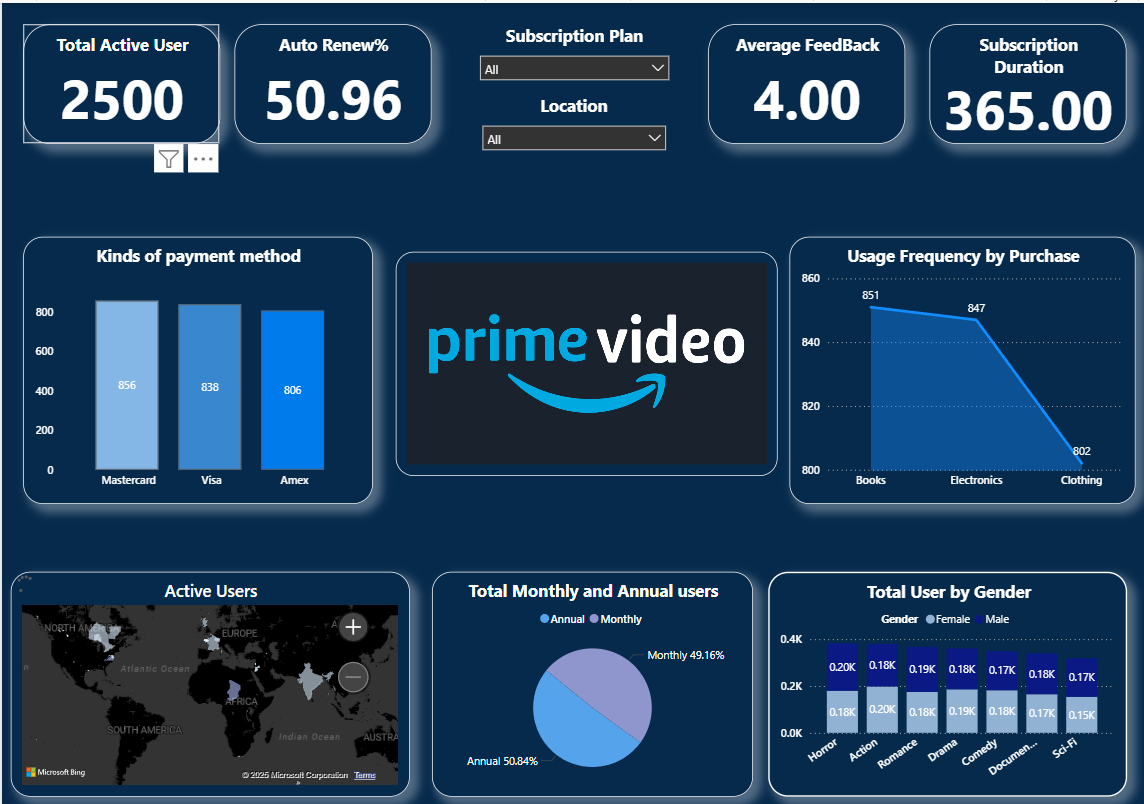 Total Active User
2500
Auto Renew%
50.96
Subscription Plan
All
Location
All
Average FeedBack
4.00
Subscription
Duration
365.00
Kinds of payment method
800
600
400
200
0
856
838
806
Mastercard
Visa
Amex
prime video
Usage Frequency by Purchase
860
840
820
800
851
847
802
Books
Electronics
Clothing
Active Users
NORTH AMERICA
EUROPE
A
Atlantic Ocean
AFRICA
SOUTH AMERICA
Indian Ocean
AUSTRA
Microsoft Bing
© 2025 Microsoft Corporation Terms
Total Monthly and Annual users
Annual Monthly
Monthly 49.16%
Annual 50.84%
Total User by Gender
Gender Female Male
0.4K
0.2K
0.0K
0.20K 0.18K 0.19K 0.18K 0.17K 0.18K 0.17K
0.18K 0.20K 0.18K 0.19K 0.18K 0.17K 0.15K
Horror
Action
Romance
Drama
Comedy
Documen...
Sci-Fi